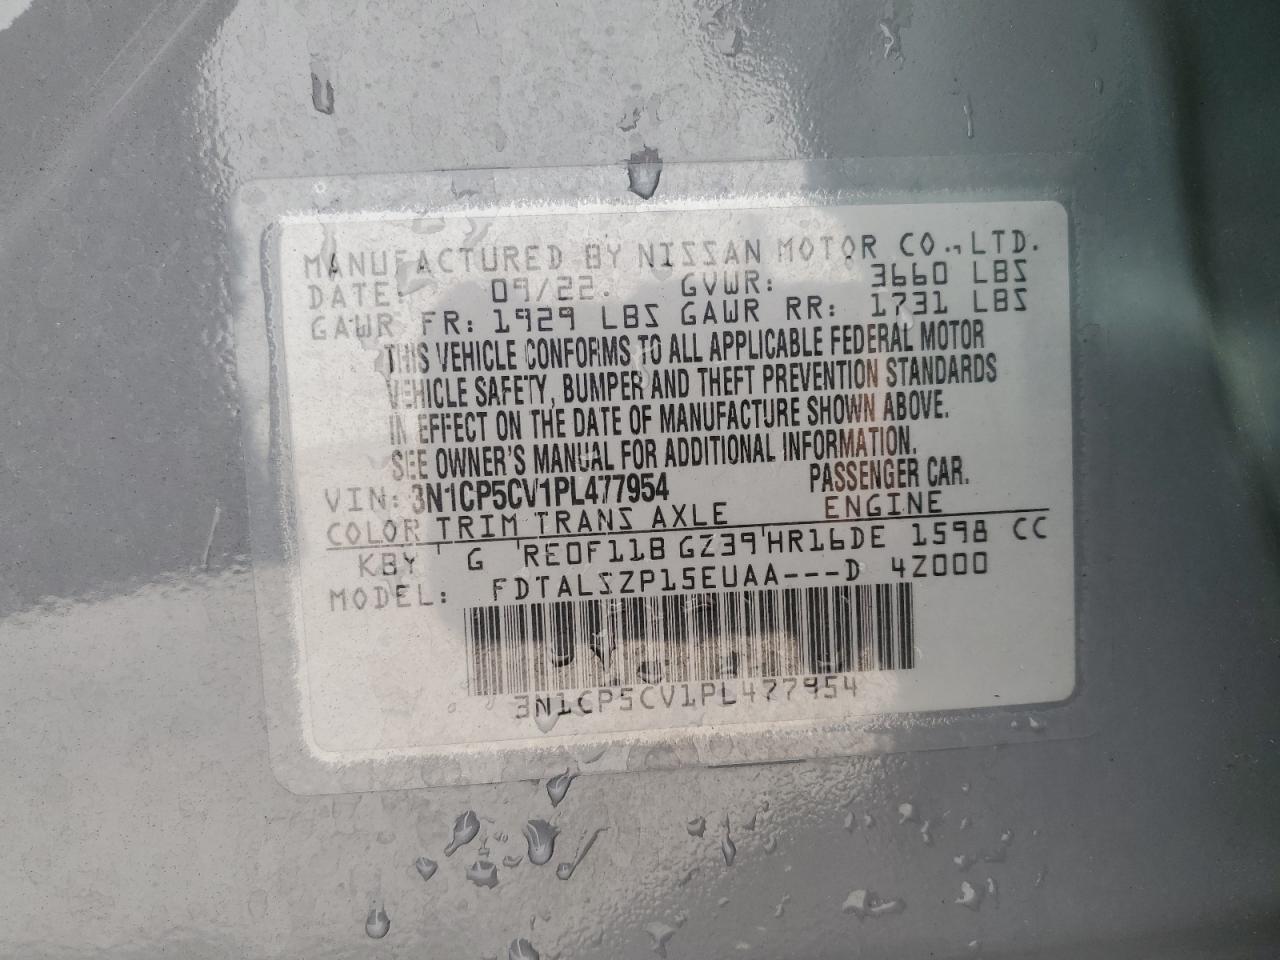 MANUFACTURED BY NISSAN MOTOR CO.,LTD.
DATE: 09/22. GVWR: 3660 LBS
GAWR FR: 1929 LBS GAWR RR: 1731 LBS
THIS VEHICLE CONFORMS TO ALL APPLICABLE FEDERAL MOTOR
VEHICLE SAFETY, BUMPER AND THEFT PREVENTION STANDARDS
IN EFFECT ON THE DATE OF MANUFACTURE SHOWN ABOVE.
SEE OWNER'S MANUAL FOR ADDITIONAL INFORMATION.
VIN: 3N1CP5CV1PL477954 PASSENGER CAR.
COLOR TRIM TRANS AXLE ENGINE
KBY G RE0F11B GZ39 HR16DE 1598 CC
MODEL: FDTALSZP15EUAA---D 4Z000
3N1CP5CV1PL477954